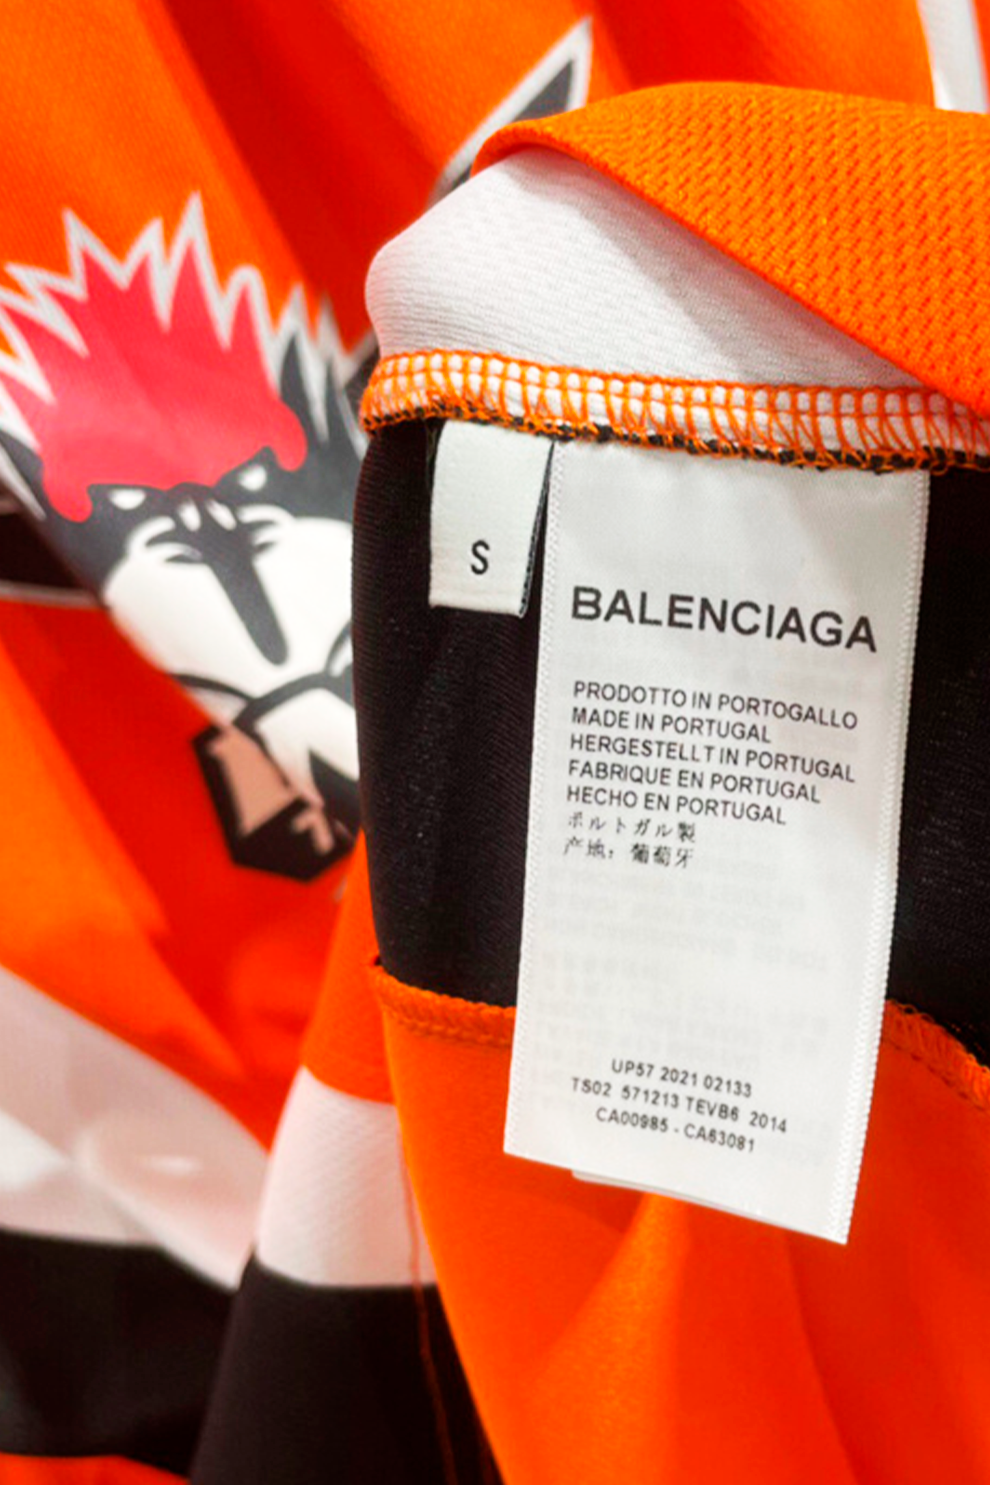 S
BALENCIAGA
PRODOTTO IN PORTOGALLO
MADE IN PORTUGAL
HERGESTELLT IN PORTUGAL
FABRIQUE EN PORTUGAL
HECHO EN PORTUGAL
ポルトガル製
产地：葡萄牙
UP57 2021 02133
TS02 571213 TEVB6 2014
CA00985 - CA63081